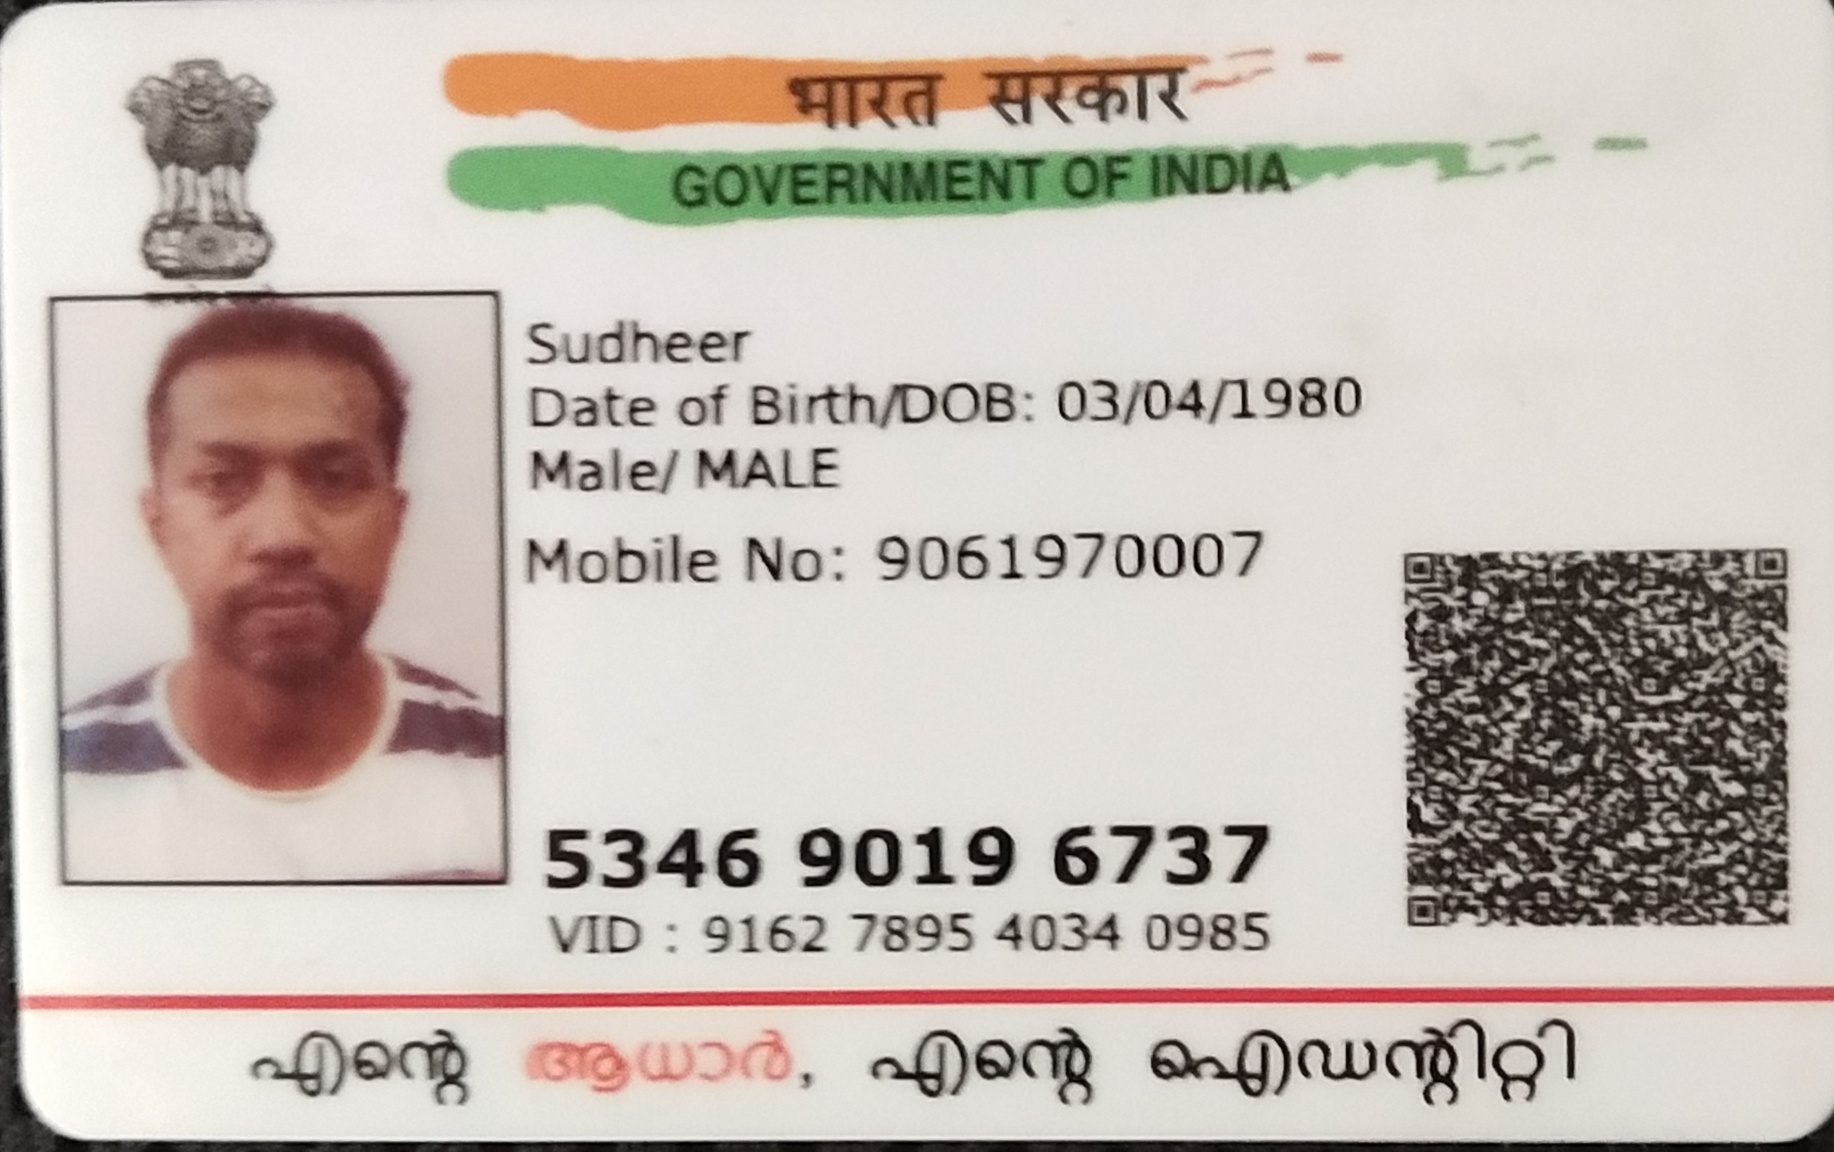 भारत सरकार
GOVERNMENT OF INDIA
Sudheer
Date of Birth/DOB: 03/04/1980
Male/ MALE
Mobile No: 9061970007
5346 9019 6737
VID : 9162 7895 4034 0985
എന്റെ ആധാർ, എന്റെ ഐഡന്റിറ്റി